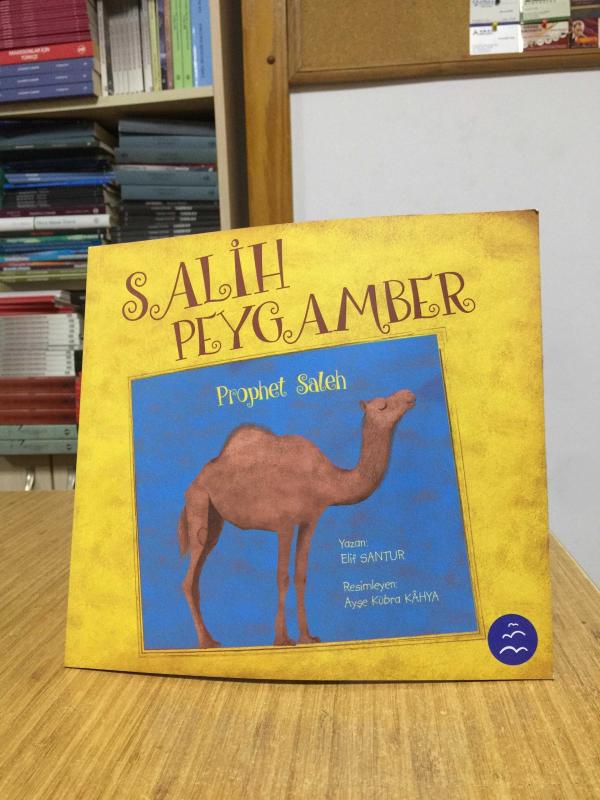 SALİH
PEYGAMBER
Prophet Saleh
Yazan:
Elif SANTUR
Resimleyen:
Ayşe Kübra KÂHYA